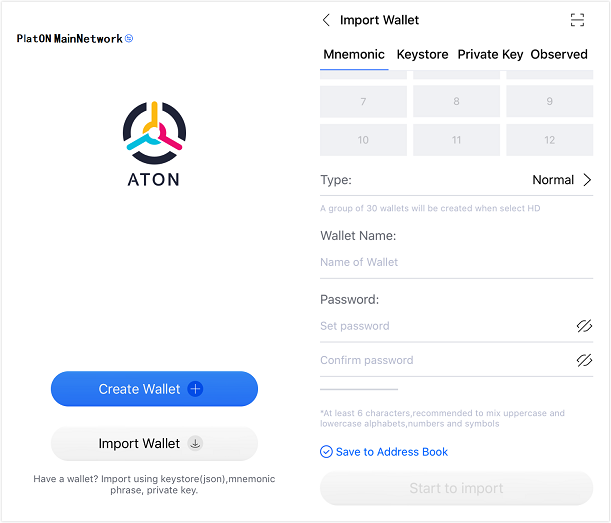 PlatON MainNetwork
ATON
Create Wallet
Import Wallet
Have a wallet? Import using keystore(json),mnemonic
phrase, private key.
Import Wallet
Mnemonic Keystore Private Key Observed
7 8 9
10 11 12
Type: Normal
A group of 30 wallets will be created when select HD
Wallet Name:
Name of Wallet
Password:
Set password
Confirm password
*At least 6 characters,recommended to mix uppercase and
lowercase alphabets,numbers and symbols
Save to Address Book
Start to import